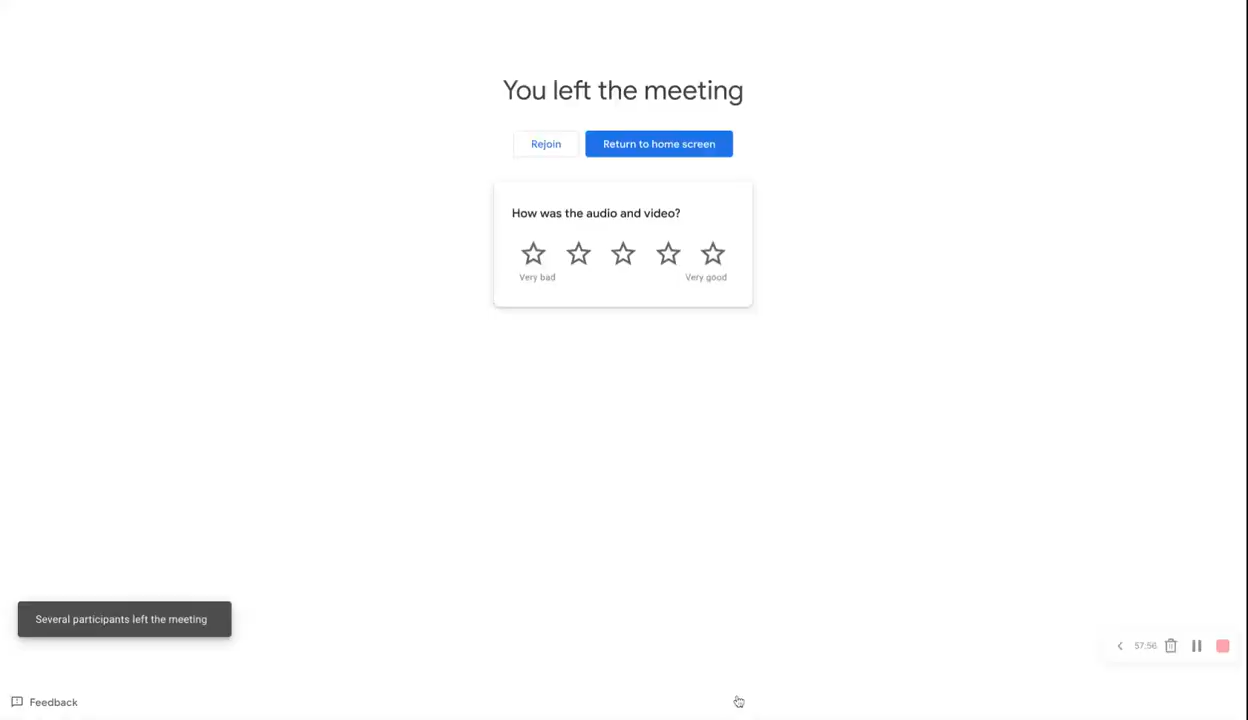 You left the meeting
Rejoin
Return to home screen
How was the audio and video?
Very bad
Very good
Several participants left the meeting
57:56
Feedback